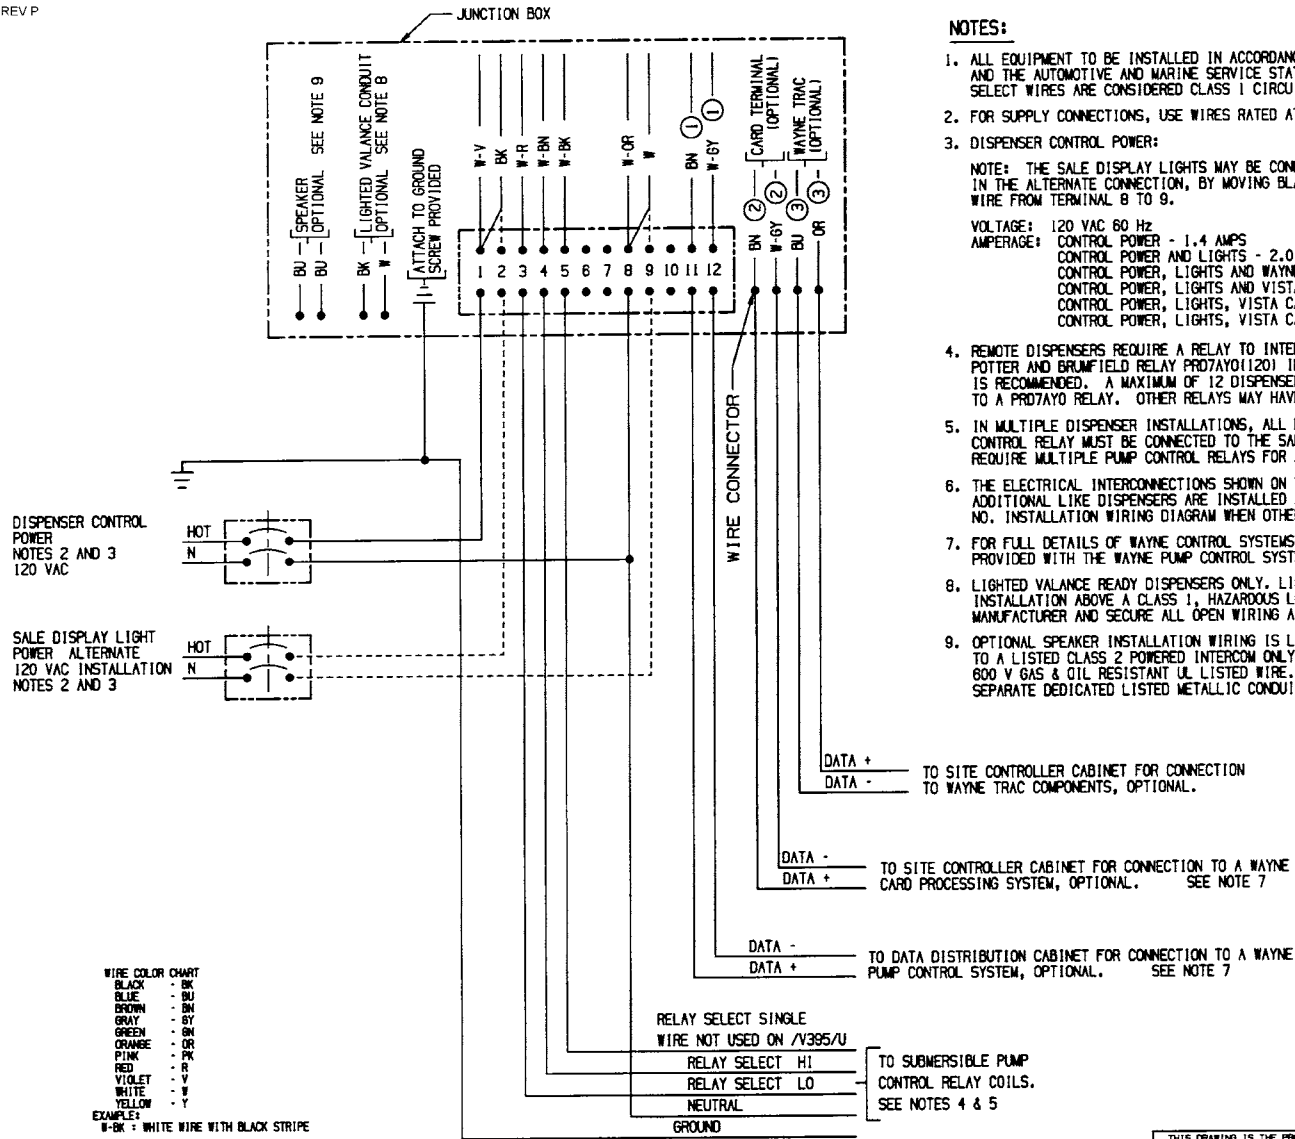 REV P
JUNCTION BOX
BU
SPEAKER
OPTIONAL SEE NOTE 9
BU
BK
LIGHTED VALANCE CONDUIT
OPTIONAL SEE NOTE 8
W
ATTACH TO GROUND
SCREW PROVIDED
W-V
BK
W-R
W-BN
W-BK
W-OR
W
BN
1
W-GY
1
CARD TERMINAL
(OPTIONAL)
WAYNE TRAC
(OPTIONAL)
BN
2
W-GY
2
BU
3
OR
3
1 2 3 4 5 6 7 8 9 10 11 12
WIRE CONNECTOR
DISPENSER CONTROL
POWER
NOTES 2 AND 3
120 VAC
HOT
N
SALE DISPLAY LIGHT
POWER ALTERNATE
120 VAC INSTALLATION
NOTES 2 AND 3
HOT
N
NOTES:
1. ALL EQUIPMENT TO BE INSTALLED IN ACCORDANC
AND THE AUTOMOTIVE AND MARINE SERVICE STAT
SELECT WIRES ARE CONSIDERED CLASS 1 CIRCU
2. FOR SUPPLY CONNECTIONS, USE WIRES RATED AT
3. DISPENSER CONTROL POWER:
NOTE: THE SALE DISPLAY LIGHTS MAY BE CONN
IN THE ALTERNATE CONNECTION, BY MOVING BLA
WIRE FROM TERMINAL 8 TO 9.
VOLTAGE: 120 VAC 60 Hz
AMPERAGE: CONTROL POWER - 1.4 AMPS
CONTROL POWER AND LIGHTS - 2.0
CONTROL POWER, LIGHTS AND WAYNE
CONTROL POWER, LIGHTS AND VISTA
CONTROL POWER, LIGHTS, VISTA CA
CONTROL POWER, LIGHTS, VISTA CA
4. REMOTE DISPENSERS REQUIRE A RELAY TO INTER
POTTER AND BRUMFIELD RELAY PRD7AYO(120) I
IS RECOMMENDED. A MAXIMUM OF 12 DISPENSE
TO A PRD7AYO RELAY. OTHER RELAYS MAY HAV
5. IN MULTIPLE DISPENSER INSTALLATIONS, ALL
CONTROL RELAY MUST BE CONNECTED TO THE SA
REQUIRE MULTIPLE PUMP CONTROL RELAYS FOR
6. THE ELECTRICAL INTERCONNECTIONS SHOWN ON
ADDITIONAL LIKE DISPENSERS ARE INSTALLED
NO. INSTALLATION WIRING DIAGRAM WHEN OTHE
7. FOR FULL DETAILS OF WAYNE CONTROL SYSTEMS
PROVIDED WITH THE WAYNE PUMP CONTROL SYST
8. LIGHTED VALANCE READY DISPENSERS ONLY. LI
INSTALLATION ABOVE A CLASS 1, HAZARDOUS L
MANUFACTURER AND SECURE ALL OPEN WIRING A
9. OPTIONAL SPEAKER INSTALLATION WIRING IS L
TO A LISTED CLASS 2 POWERED INTERCOM ONLY
600 V GAS & OIL RESISTANT UL LISTED WIRE.
SEPARATE DEDICATED LISTED METALLIC CONDUI
DATA +
DATA -
TO SITE CONTROLLER CABINET FOR CONNECTION
TO WAYNE TRAC COMPONENTS, OPTIONAL.
DATA -
DATA +
TO SITE CONTROLLER CABINET FOR CONNECTION TO A WAYNE
CARD PROCESSING SYSTEM, OPTIONAL. SEE NOTE 7
DATA -
DATA +
TO DATA DISTRIBUTION CABINET FOR CONNECTION TO A WAYNE
PUMP CONTROL SYSTEM, OPTIONAL. SEE NOTE 7
RELAY SELECT SINGLE
WIRE NOT USED ON /V395/U
RELAY SELECT HI
RELAY SELECT LO
NEUTRAL
GROUND
TO SUBMERSIBLE PUMP
CONTROL RELAY COILS.
SEE NOTES 4 & 5
WIRE COLOR CHART
BLACK - BK
BLUE - BU
BROWN - BN
GRAY - GY
GREEN - GN
ORANGE - OR
PINK - PK
RED - R
VIOLET - V
WHITE - W
YELLOW - Y
EXAMPLE:
W-BK = WHITE WIRE WITH BLACK STRIPE
THIS DRAWING IS THE